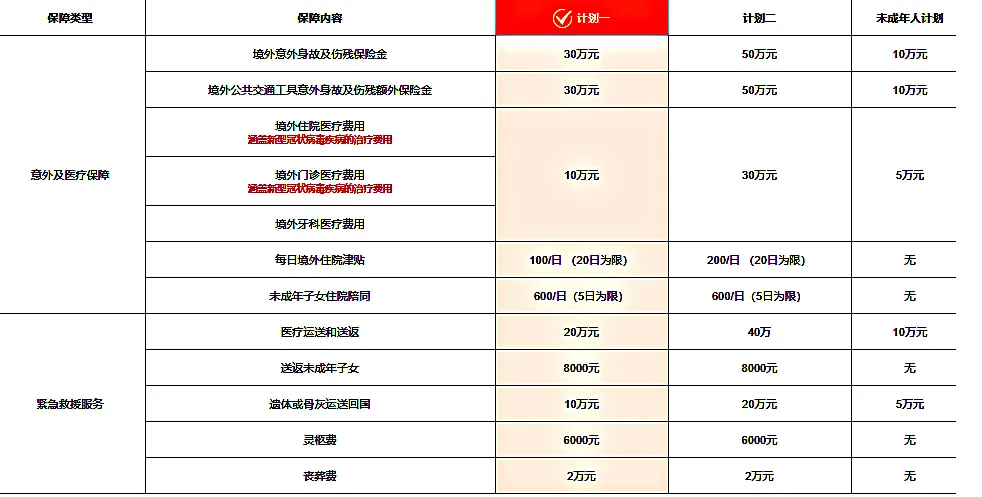 保障类型 保障内容 计划一 计划二 未成年人计划
境外意外身故及伤残保险金 30万元 50万元 10万元
境外公共交通工具意外身故及伤残额外保险金 30万元 50万元 10万元
意外及医疗保障
境外住院医疗费用
涵盖新型冠状病毒疾病的治疗费用
境外门诊医疗费用
涵盖新型冠状病毒疾病的治疗费用
境外牙科医疗费用
10万元 30万元 5万元
每日境外住院津贴 100/日 （20日为限） 200/日 （20日为限） 无
未成年子女住院陪同 600/日（5日为限） 600/日（5日为限） 无
紧急救援服务
医疗运送和送返 20万元 40万 10万元
送返未成年子女 8000元 8000元 无
遗体或骨灰运送回国 10万元 20万元 5万元
灵柩费 6000元 6000元 无
丧葬费 2万元 2万元 无